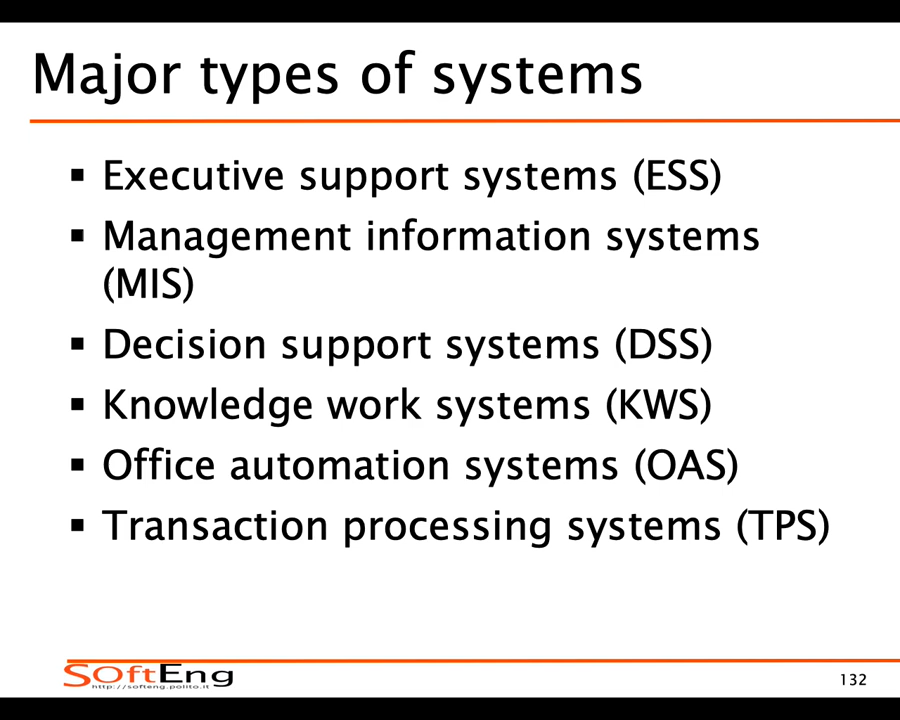 Major types of systems
▪ Executive support systems (ESS)
▪ Management information systems
(MIS)
▪ Decision support systems (DSS)
▪ Knowledge work systems (KWS)
▪ Office automation systems (OAS)
▪ Transaction processing systems (TPS)
SOftEng
http://softeng.polito.it
132